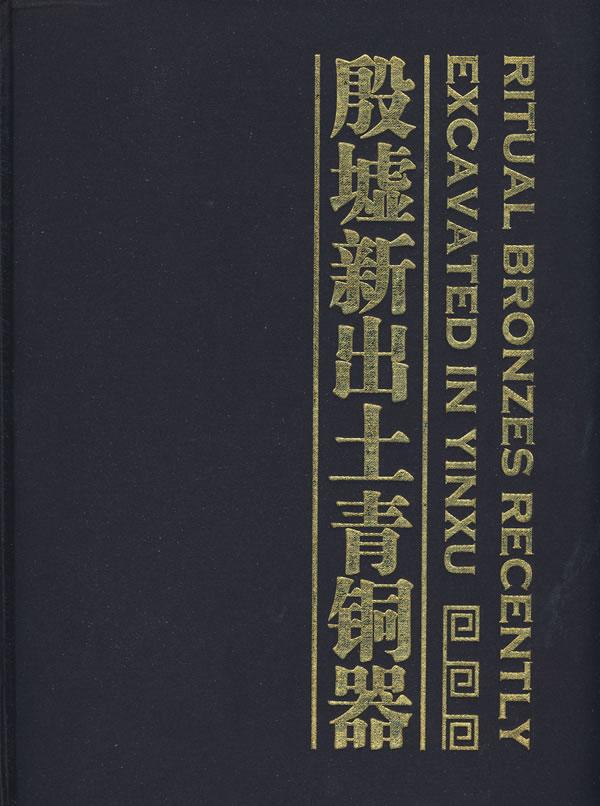 殷墟新出土青铜器
RITUAL BRONZES RECENTLY
EXCAVATED IN YINXU